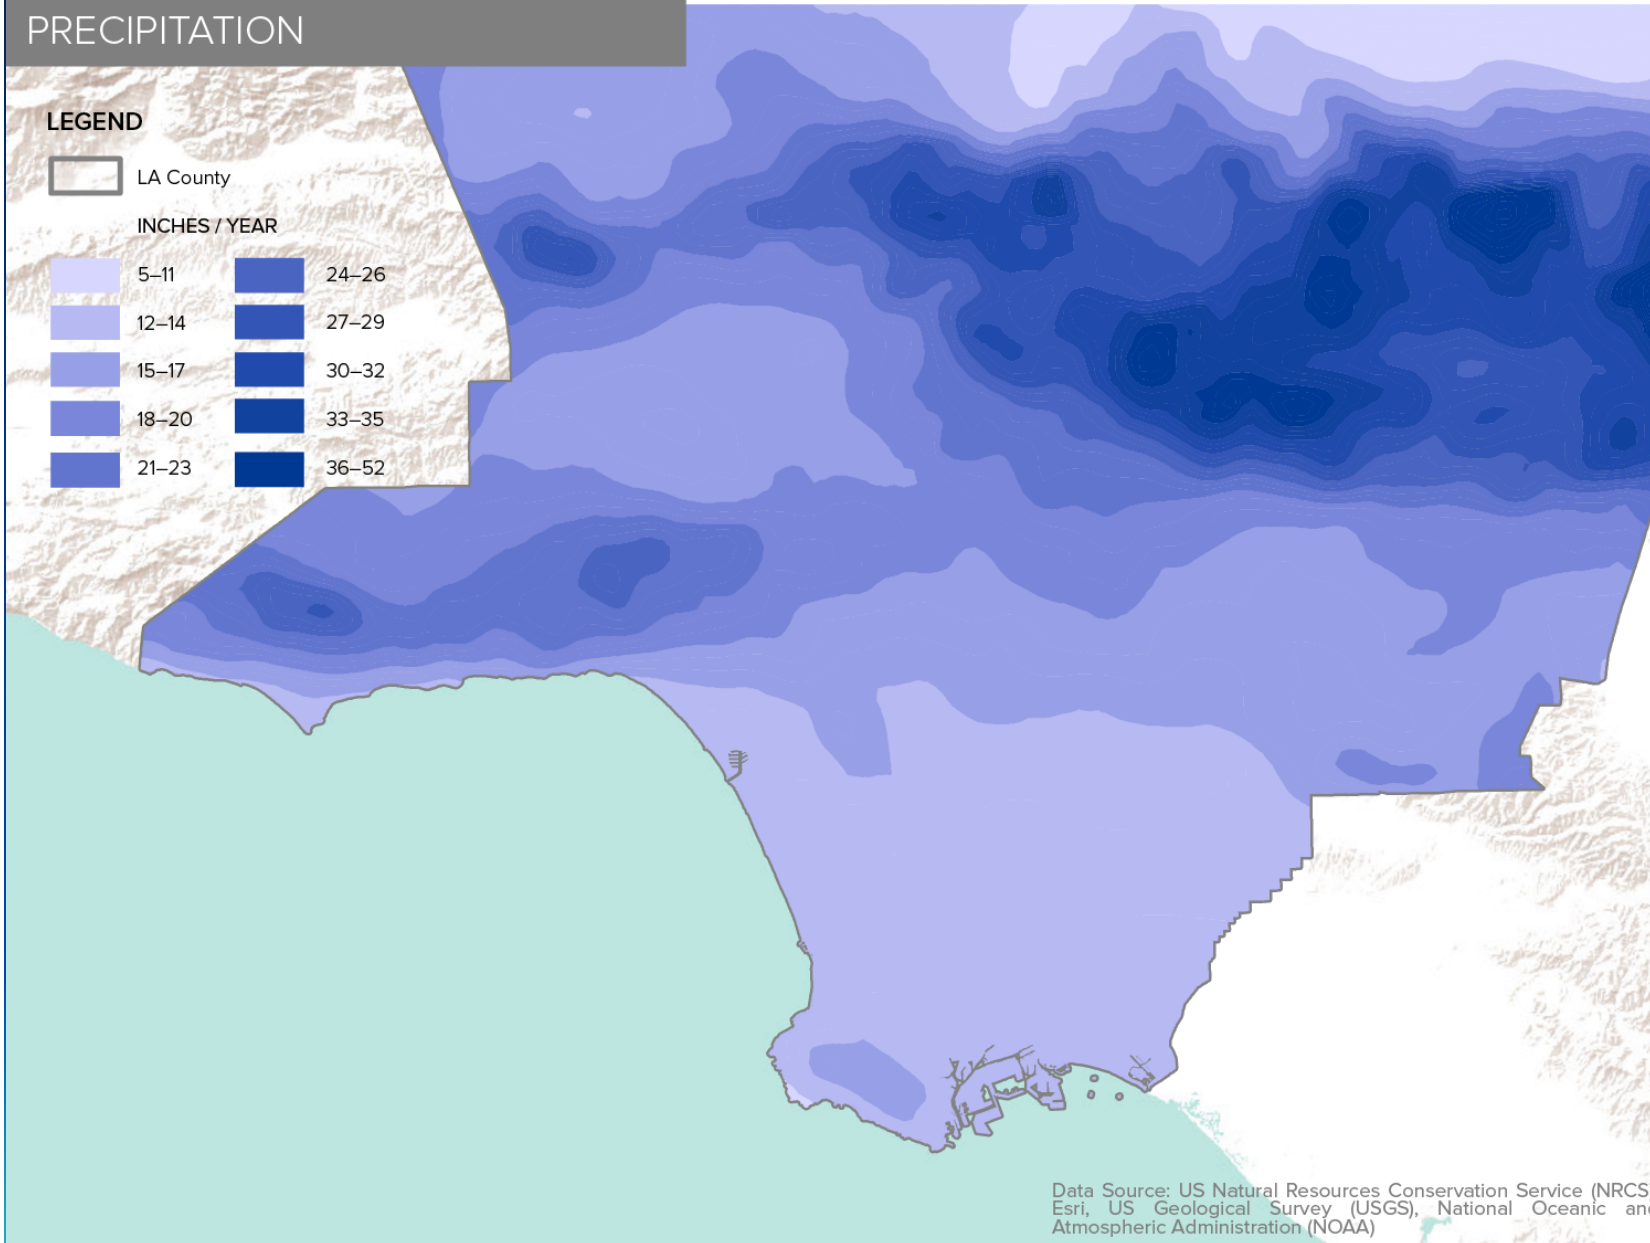 PRECIPITATION
LEGEND
LA County
INCHES / YEAR
5–11
12–14
15–17
18–20
21–23
24–26
27–29
30–32
33–35
36–52
Data Source: US Natural Resources Conservation Service (NRCS)
Esri, US Geological Survey (USGS), National Oceanic and
Atmospheric Administration (NOAA)